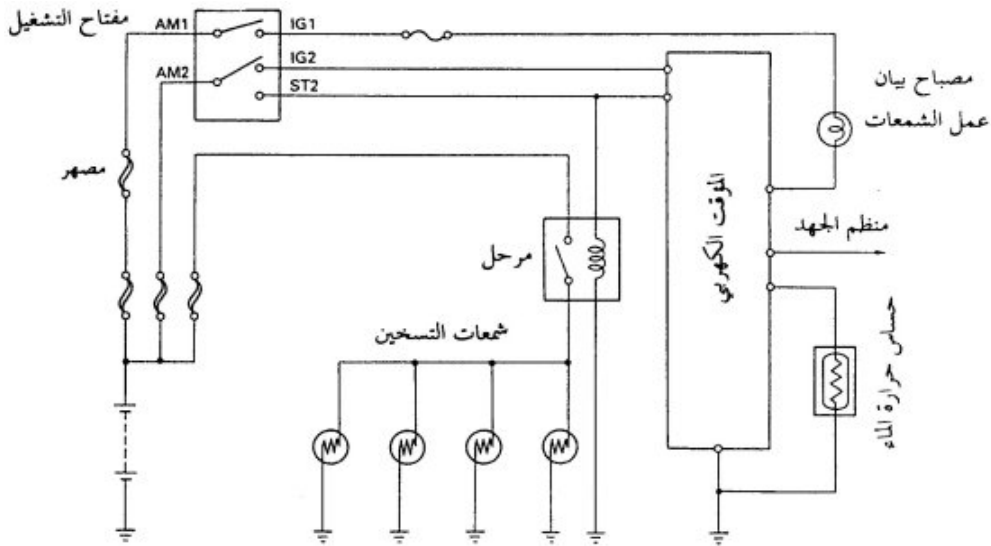 مفتاح التشغيل
AM1
IG1
AM2
IG2
ST2
مصباح بيان
عمل الشمعات
مصهر
المؤقت الكهربي
منظم الجهد
مرحل
شمعات التسخين
حساس حرارة الماء